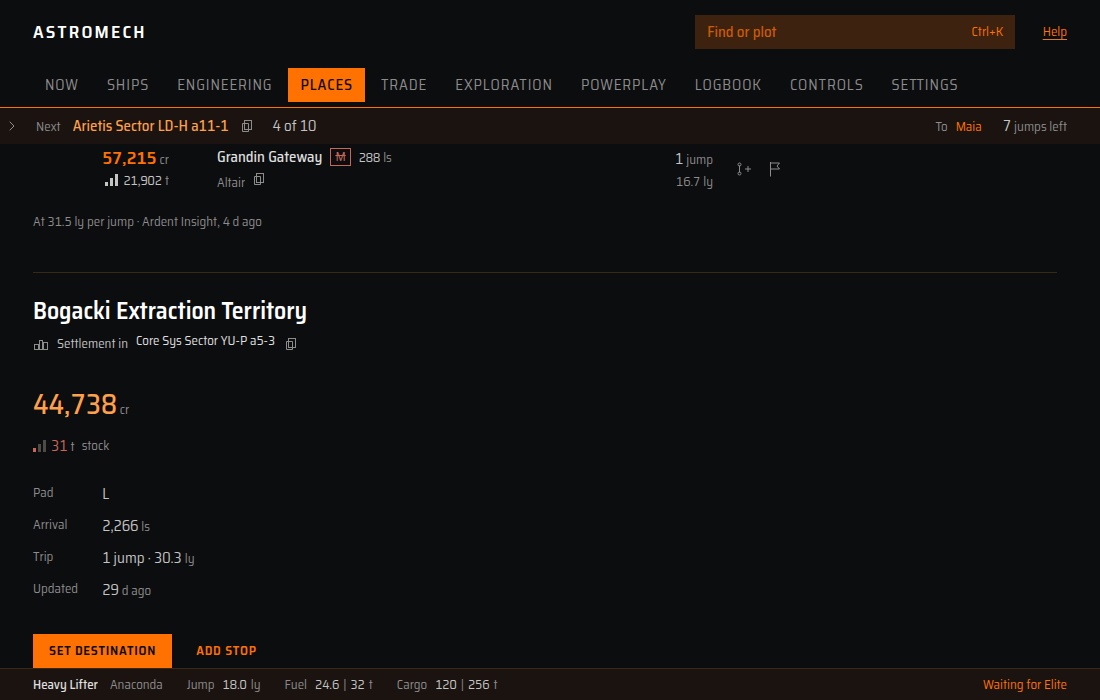 ASTROMECH
Find or plot Ctrl+K
Help
NOW SHIPS ENGINEERING PLACES TRADE EXPLORATION POWERPLAY LOGBOOK CONTROLS SETTINGS
Next Arietis Sector LD-H a11-1 4 of 10 To Maia 7 jumps left
57,215 cr Grandin Gateway M 288 ls 1 jump
21,902 t Altair 16.7 ly
At 31.5 ly per jump · Ardent Insight, 4 d ago
Bogacki Extraction Territory
Settlement in Core Sys Sector YU-P a5-3
44,738 cr
31 t stock
Pad L
Arrival 2,266 ls
Trip 1 jump · 30.3 ly
Updated 29 d ago
SET DESTINATION ADD STOP
Heavy Lifter Anaconda Jump 18.0 ly Fuel 24.6 | 32 t Cargo 120 | 256 t Waiting for Elite